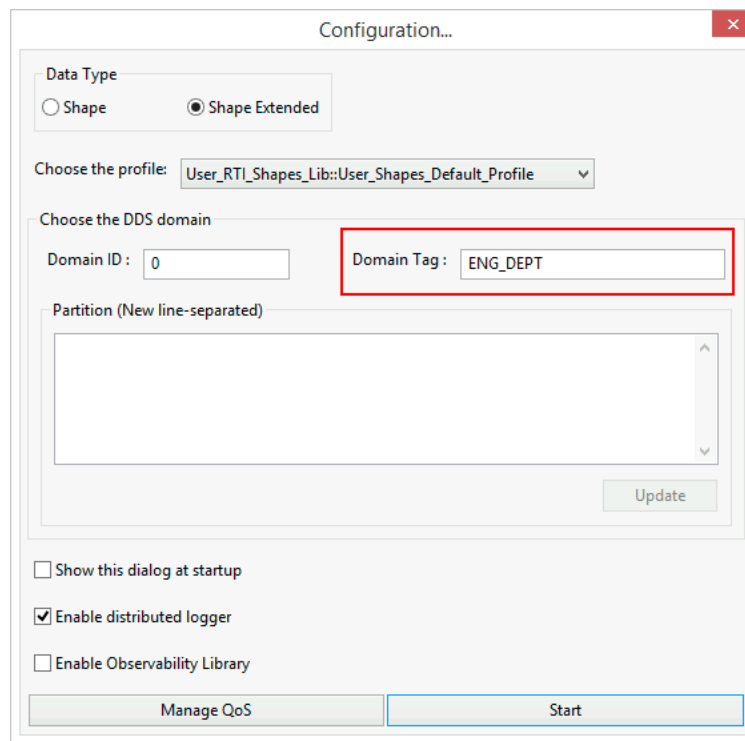 Configuration...
Data Type
Shape
Shape Extended
Choose the profile:
User_RTI_Shapes_Lib::User_Shapes_Default_Profile
Choose the DDS domain
Domain ID : 0
Domain Tag : ENG_DEPT
Partition (New line-separated)
Update
Show this dialog at startup
Enable distributed logger
Enable Observability Library
Manage QoS
Start